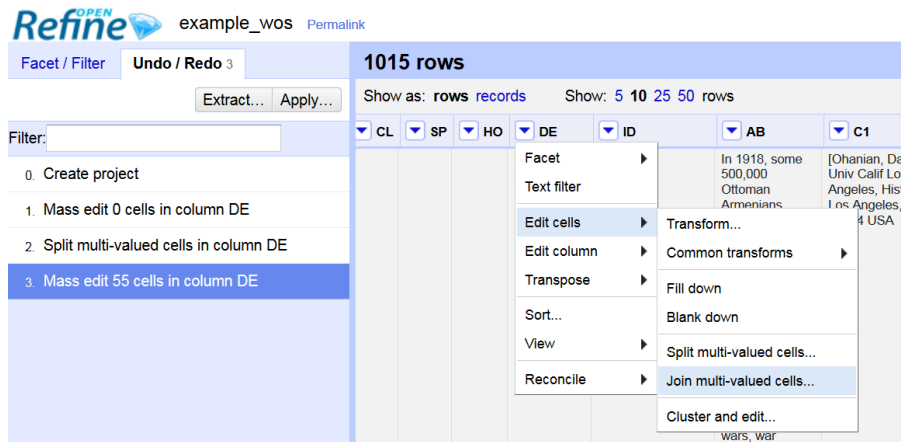 OPEN
Refine example_wos Permalink
Facet / Filter Undo / Redo 3
Extract... Apply...
Filter:
0. Create project
1. Mass edit 0 cells in column DE
2. Split multi-valued cells in column DE
3. Mass edit 55 cells in column DE
1015 rows
Show as: rows records Show: 5 10 25 50 rows
CL SP HO DE ID AB C1
Facet
Text filter
Edit cells
Edit column
Transpose
Sort...
View
Reconcile
Transform...
Common transforms
Fill down
Blank down
Split multi-valued cells...
Join multi-valued cells...
Cluster and edit...
In 1918, some
500,000
Ottoman
Armenians
wars, war
[Ohanian, Da
Univ Calif Lo
Angeles, His
Los Angeles,
4 USA